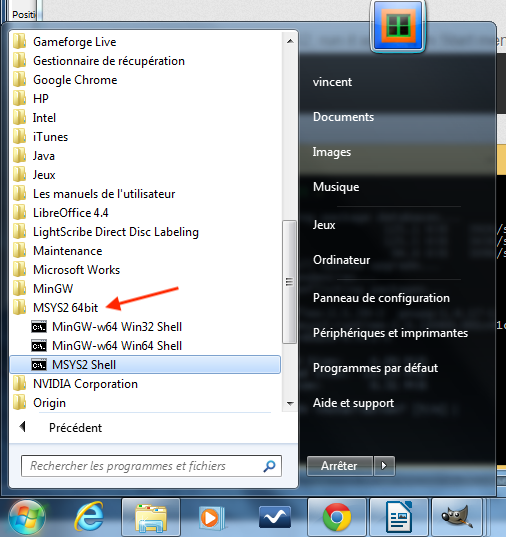 Positi
Gameforge Live
Gestionnaire de récupération
Google Chrome
HP
Intel
iTunes
Java
Jeux
Les manuels de l'utilisateur
LibreOffice 4.4
LightScribe Direct Disc Labeling
Maintenance
Microsoft Works
MinGW
MSYS2 64bit
MinGW-w64 Win32 Shell
MinGW-w64 Win64 Shell
MSYS2 Shell
NVIDIA Corporation
Origin
Précédent
Rechercher les programmes et fichiers
vincent
Documents
Images
Musique
Jeux
Ordinateur
Panneau de configuration
Périphériques et imprimantes
Programmes par défaut
Aide et support
Arrêter